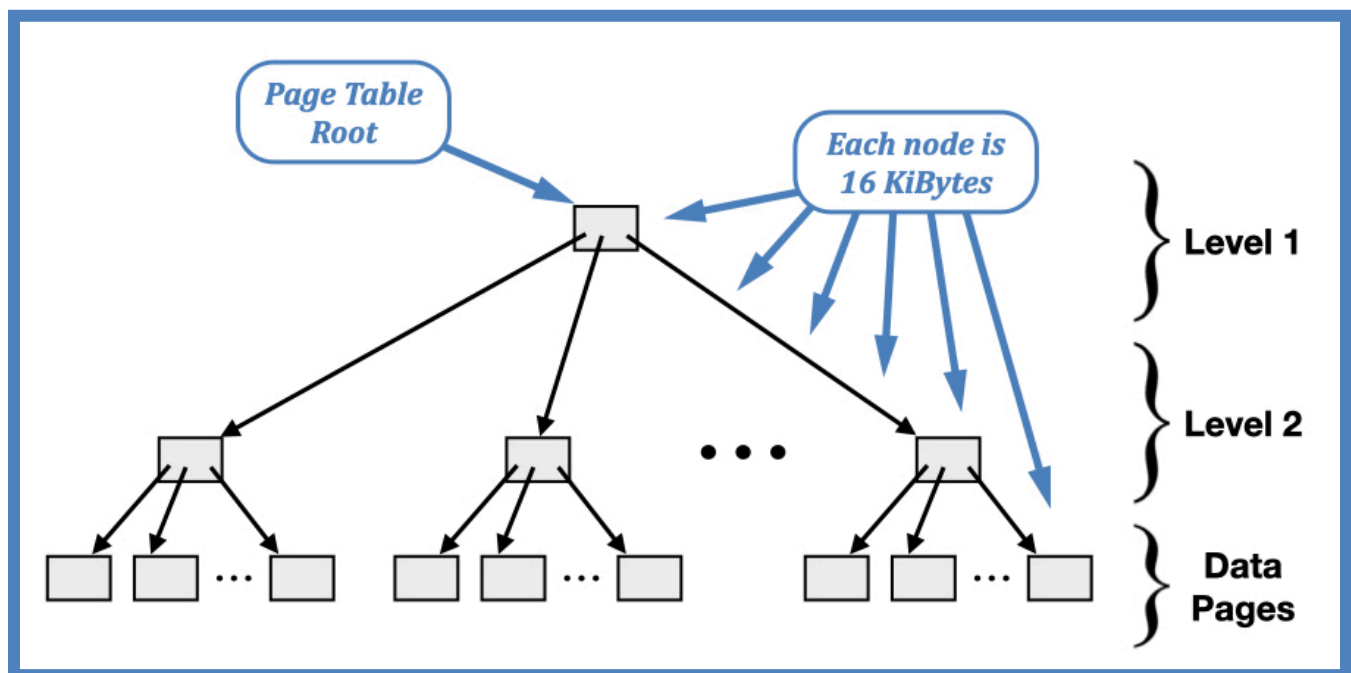 Page Table
Root
Each node is
16 KiBytes
Level 1
Level 2
Data
Pages